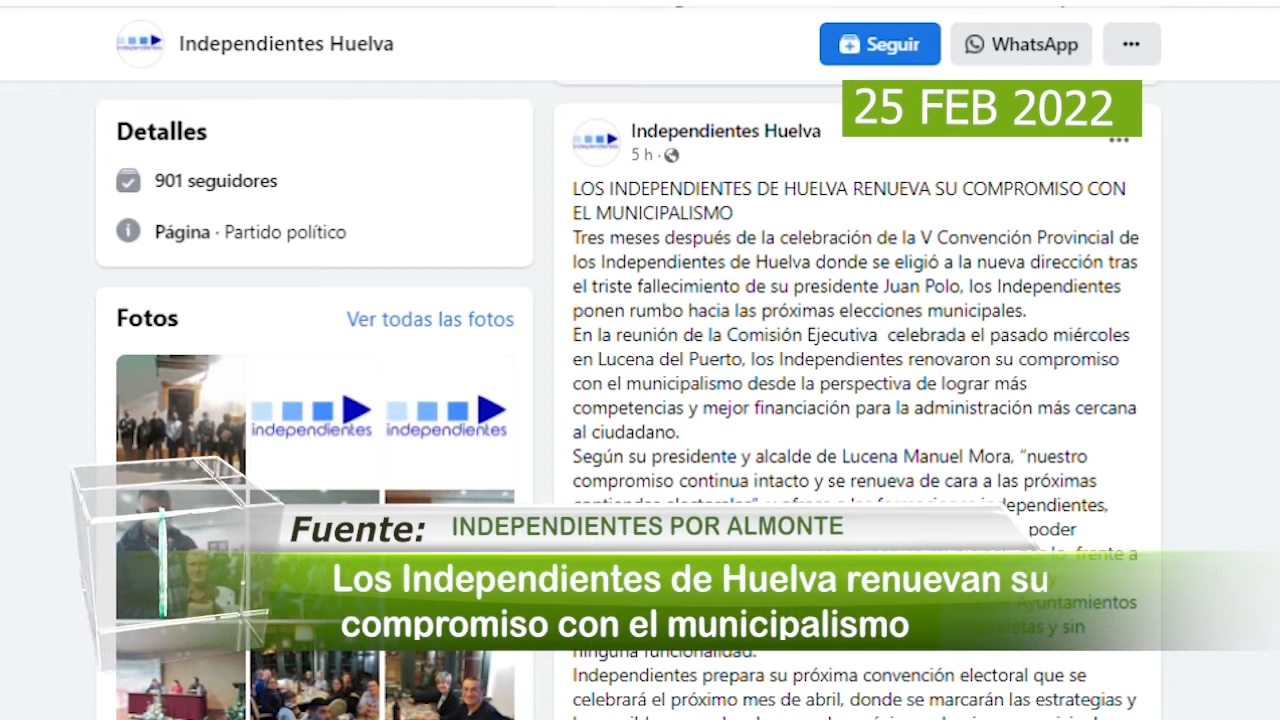 Independientes Huelva
Seguir
WhatsApp
25 FEB 2022
Detalles
901 seguidores
Página · Partido político
Fotos
Ver todas las fotos
independientes
independientes
Independientes Huelva
5 h ·
LOS INDEPENDIENTES DE HUELVA RENUEVA SU COMPROMISO CON
EL MUNICIPALISMO
Tres meses después de la celebración de la V Convención Provincial de
los Independientes de Huelva donde se eligió a la nueva dirección tras
el triste fallecimiento de su presidente Juan Polo, los Independientes
ponen rumbo hacia las próximas elecciones municipales.
En la reunión de la Comisión Ejecutiva celebrada el pasado miércoles
en Lucena del Puerto, los Independientes renovaron su compromiso
con el municipalismo desde la perspectiva de lograr más
competencias y mejor financiación para la administración más cercana
al ciudadano.
Según su presidente y alcalde de Lucena Manuel Mora, “nuestro
compromiso continua intacto y se renueva de cara a las próximas
independientes,
poder
frente a
Ayuntamientos
y sin
ninguna funcionalidad.
Independientes prepara su próxima convención electoral que se
celebrará el próximo mes de abril, donde se marcarán las estrategias y
Fuente: INDEPENDIENTES POR ALMONTE
Los Independientes de Huelva renuevan su
compromiso con el municipalismo